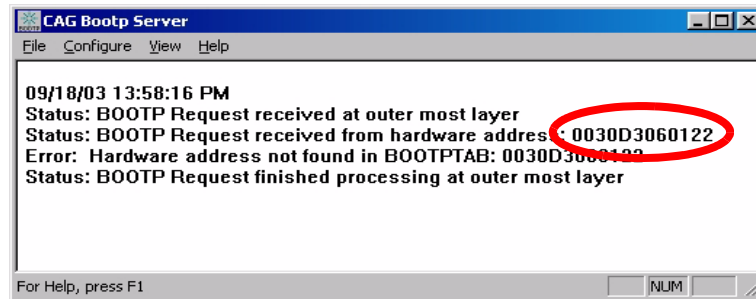 CAG Bootp Server
File Configure View Help
09/18/03 13:58:16 PM
Status: BOOTP Request received at outer most layer
Status: BOOTP Request received from hardware address: 0030D3060122
Error: Hardware address not found in BOOTPTAB: 0030D3060122
Status: BOOTP Request finished processing at outer most layer
For Help, press F1
NUM